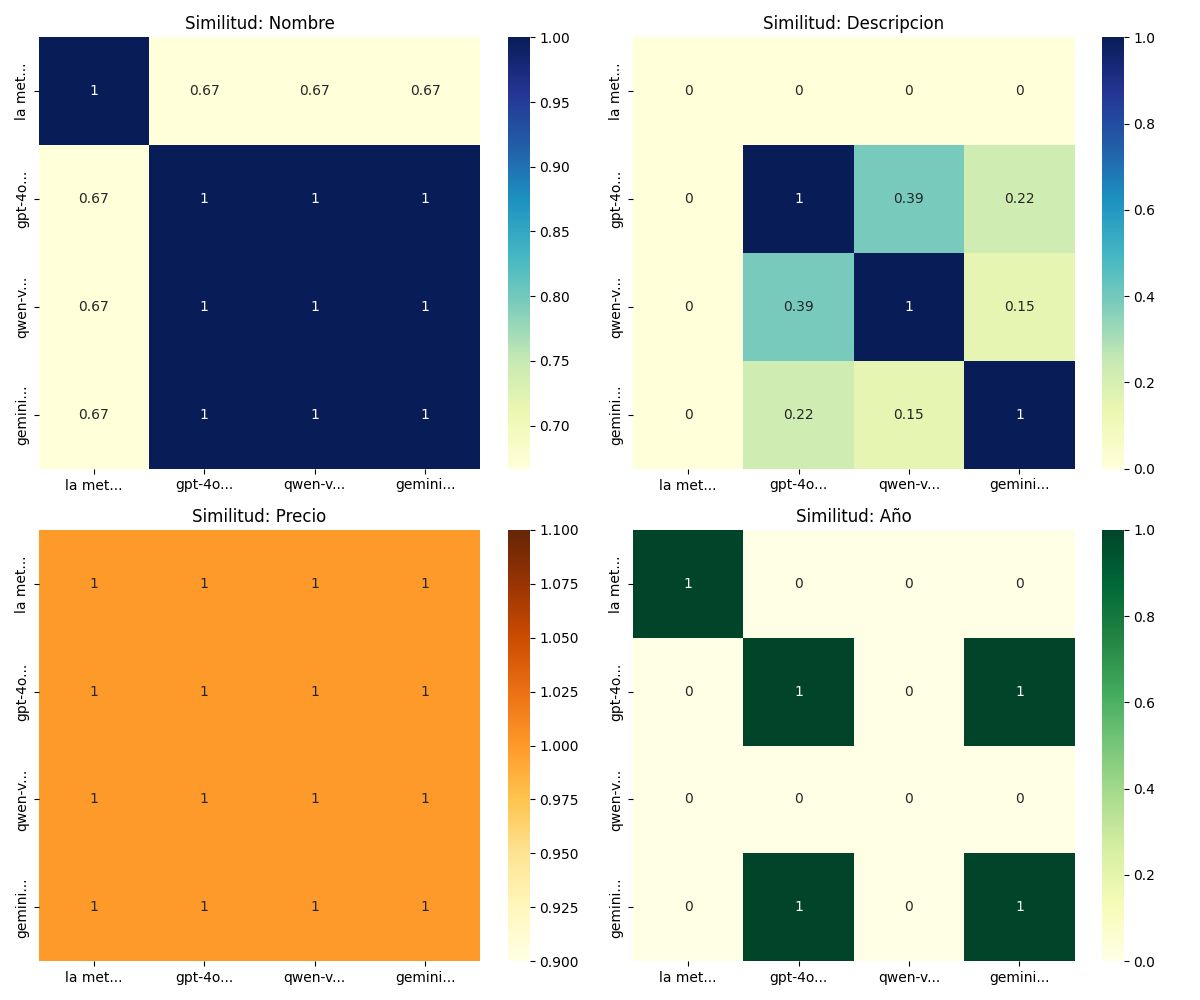 Similitud: Nombre
la met... 1 0.67 0.67 0.67
gpt-4o... 0.67 1 1 1
qwen-v... 0.67 1 1 1
gemini... 0.67 1 1 1
la met... gpt-4o... qwen-v... gemini...
1.00
0.95
0.90
0.85
0.80
0.75
0.70
Similitud: Descripcion
la met... 0 0 0 0
gpt-4o... 0 1 0.39 0.22
qwen-v... 0 0.39 1 0.15
gemini... 0 0.22 0.15 1
la met... gpt-4o... qwen-v... gemini...
1.0
0.8
0.6
0.4
0.2
0.0
Similitud: Precio
la met... 1 1 1 1
gpt-4o... 1 1 1 1
qwen-v... 1 1 1 1
gemini... 1 1 1 1
la met... gpt-4o... qwen-v... gemini...
1.100
1.075
1.050
1.025
1.000
0.975
0.950
0.925
0.900
Similitud: Año
la met... 1 0 0 0
gpt-4o... 0 1 0 1
qwen-v... 0 0 0 0
gemini... 0 1 0 1
la met... gpt-4o... qwen-v... gemini...
1.0
0.8
0.6
0.4
0.2
0.0